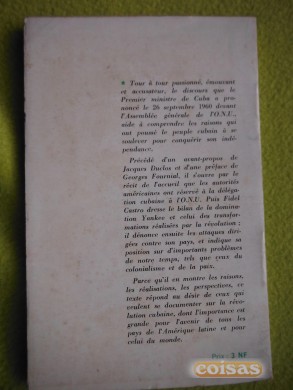 ● Tour à tour passionné, émouvant
et accusateur, le discours que le
Premier ministre de Cuba a pro-
noncé le 26 septembre 1960 devant
l'Assemblée générale de l'O.N.U.,
aide à comprendre les raisons qui
ont poussé le peuple cubain à se
soulever pour conquérir son indé-
pendance.
Précédé d'un avant-propos de
Jacques Duclos et d'une préface de
Georges Fournial, il s'ouvre par le
récit de l'accueil que les autorités
américaines ont réservé à la déléga-
tion cubaine à l'O.N.U. Puis Fidel
Castro dresse le bilan de la domina-
tion Yankee et celui des transfor-
mations réalisées par la révolution :
il dénonce ensuite les attaques diri-
gées contre son pays, et indique sa
position sur d'importants problèmes
de notre temps, tels que ceux du
colonialisme et de la paix.
Parce qu'il en montre les raisons,
les réalisations, les perspectives, ce
texte répond au désir de ceux qui
veulent se documenter sur la révo-
lution cubaine, dont l'importance est
grande pour l'avenir de tous les
pays d'Amérique latine et pour
celui du monde.
Prix : 3 NF
coisas